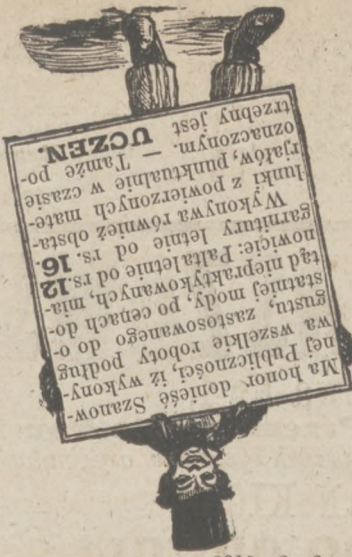 Ma honor donieść Szanow-
nej Publiczności, iż wykony-
wa wszelkie roboty podług
gustu, zastosowanego do o-
statniej mody, po cenach do-
tąd niepraktykowanych, mia-
nowicie: Palta letnie od rs. 12
garnitury letnie od rs. 16.
Wykonywa również obsta-
lunki z powierzonych mate-
rjałów, punktualnie w czasie
oznaczonym. — Tamże po-
trzebny jest UCZEŃ.